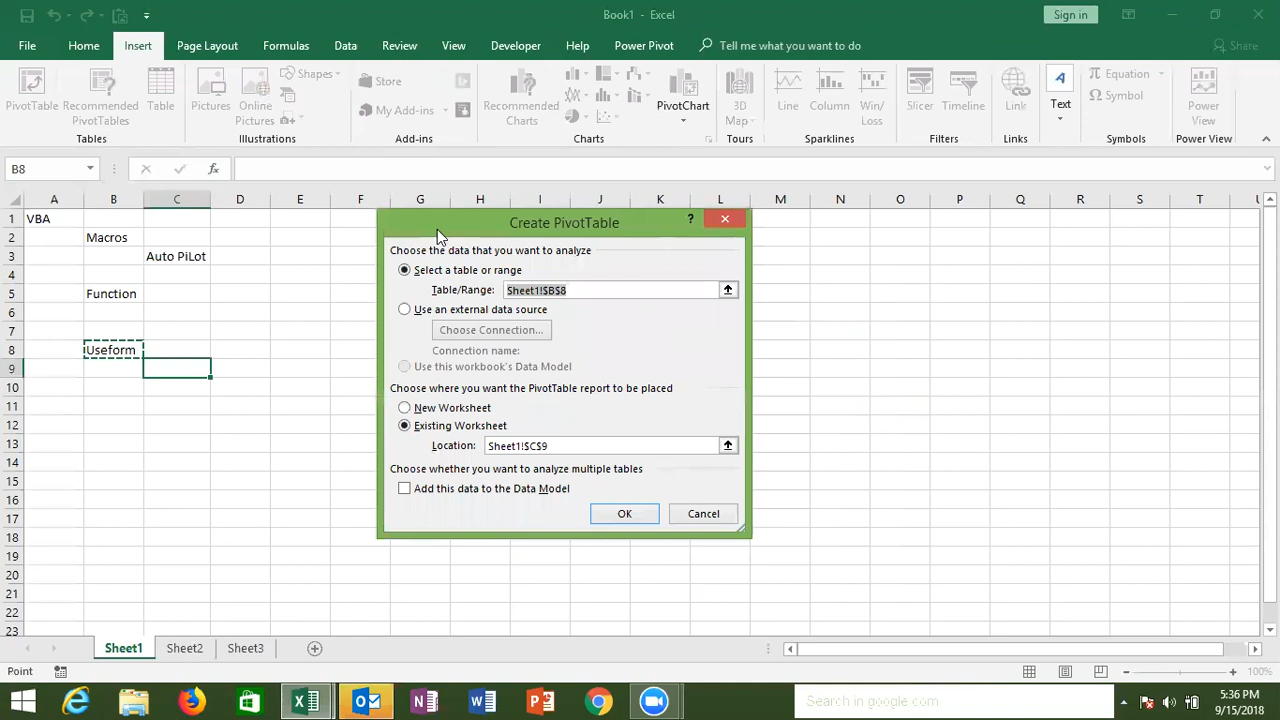 Book1 - Excel
Sign in
File Home Insert Page Layout Formulas Data Review View Developer Help Power Pivot Tell me what you want to do Share
PivotTable Recommended PivotTables Table Pictures Online Pictures Shapes Store My Add-ins Recommended Charts PivotChart 3D Map Line Column Win/Loss Slicer Timeline Link Text Equation Symbol Power View
Tables Illustrations Add-ins Charts Tours Sparklines Filters Links Symbols Power View
B8 fx
A B C D E F G H I J K L M N O P Q R S T U
1 VBA
2 Macros
3 Auto PiLot
4
5 Function
6
7
8 Useform
9
10
11
12
13
14
15
16
17
18
19
20
21
22
23
Create PivotTable
?
Choose the data that you want to analyze
Select a table or range
Table/Range: Sheet1!$B$8
Use an external data source
Choose Connection...
Connection name:
Use this workbook's Data Model
Choose where you want the PivotTable report to be placed
New Worksheet
Existing Worksheet
Location: Sheet1!$C$9
Choose whether you want to analyze multiple tables
Add this data to the Data Model
OK Cancel
Sheet1 Sheet2 Sheet3
Point 100%
Search in google.com
5:36 PM
9/15/2018